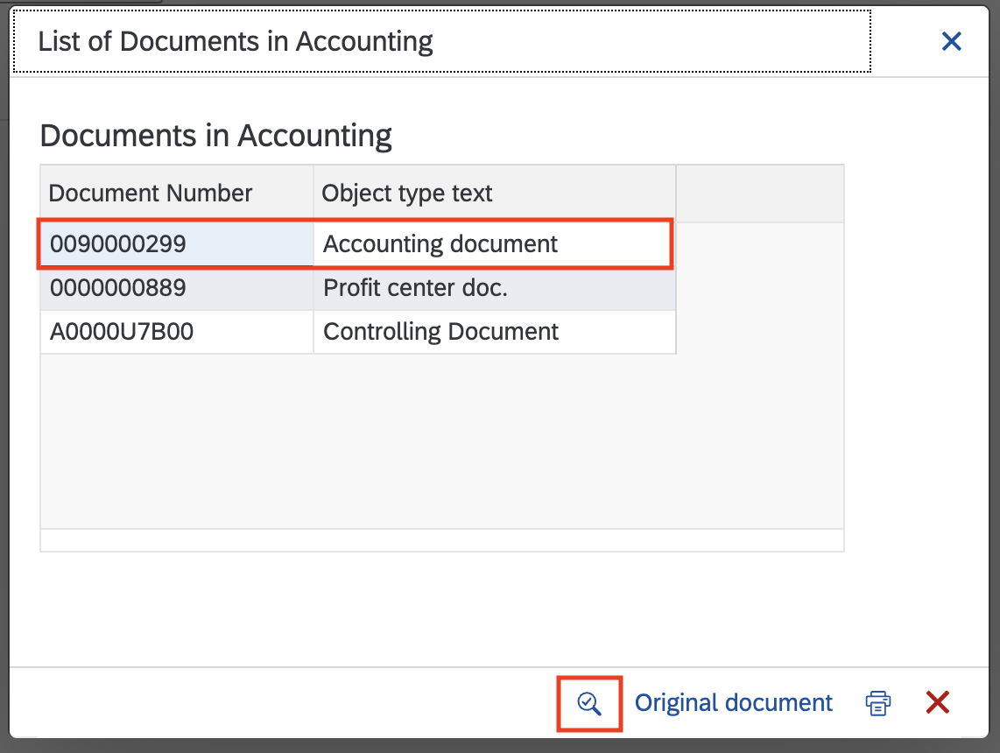 List of Documents in Accounting
Documents in Accounting
Document Number Object type text
0090000299 Accounting document
0000000889 Profit center doc.
A0000U7B00 Controlling Document
Original document